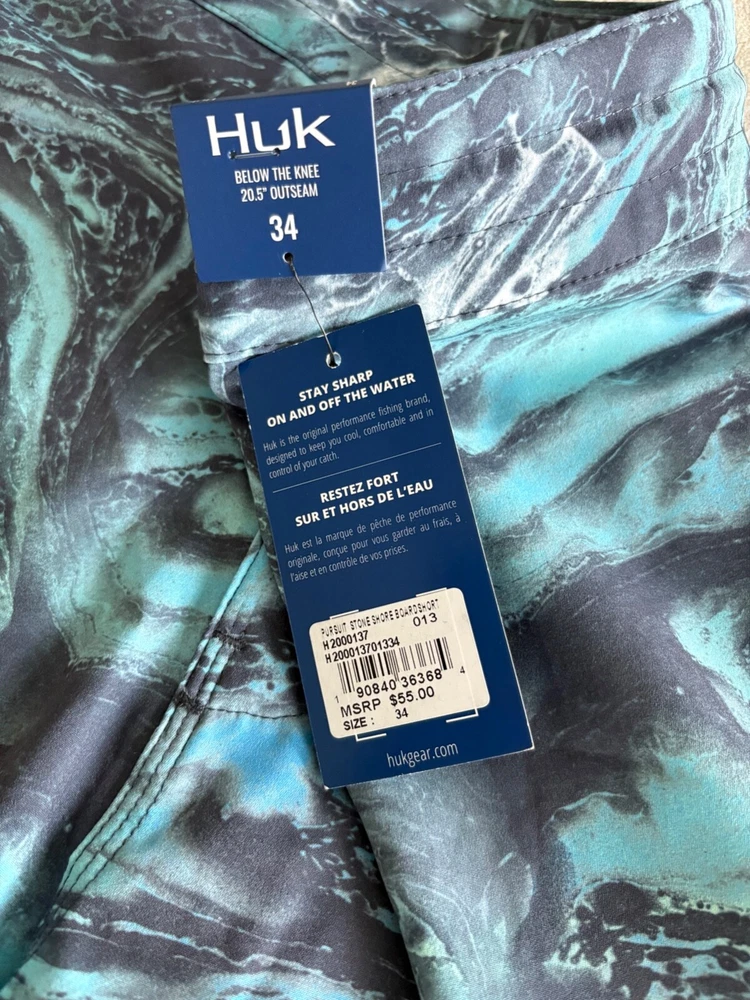 Huk
BELOW THE KNEE
20.5" OUTSEAM
34
STAY SHARP
ON AND OFF THE WATER
Huk is the original performance fishing brand,
designed to keep you cool, comfortable and in
control of your catch.
RESTEZ FORT
SUR ET HORS DE L'EAU
Huk est la marque de pêche de performance
originale, conçue pour vous garder au frais, à
l'aise et en contrôle de vos prises.
PURSUIT STONE SHORE BOARDSHORT
H2000137 013
H200013701334
1 90840 36368 4
MSRP $55.00
SIZE : 34
hukgear.com